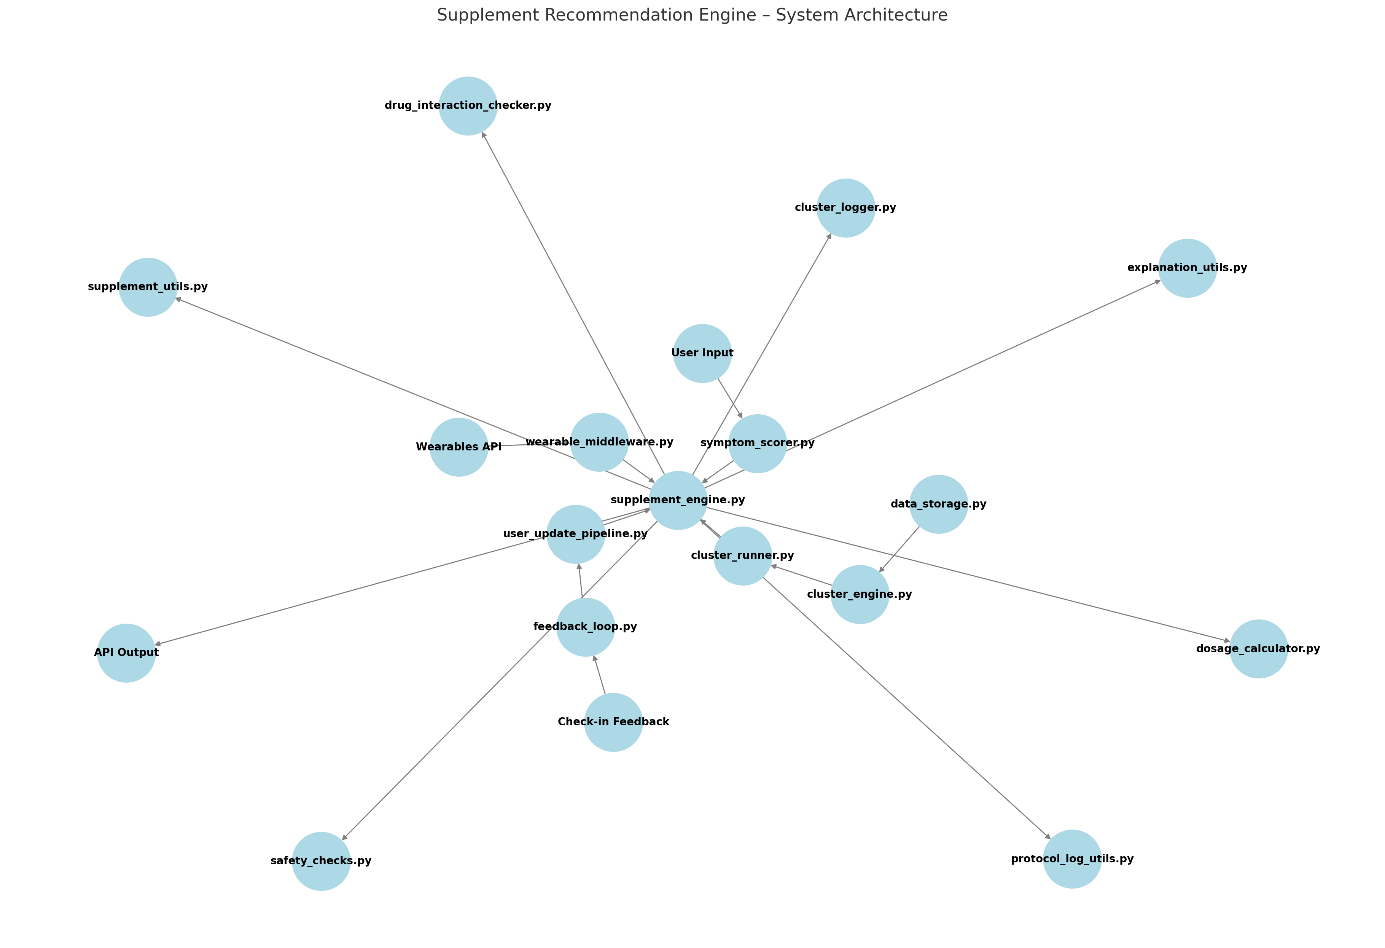 Supplement Recommendation Engine – System Architecture
drug_interaction_checker.py
cluster_logger.py
explanation_utils.py
supplement_utils.py
User Input
Wearables API
wearable_middleware.py
symptom_scorer.py
supplement_engine.py
data_storage.py
user_update_pipeline.py
cluster_runner.py
cluster_engine.py
feedback_loop.py
API Output
dosage_calculator.py
Check-in Feedback
safety_checks.py
protocol_log_utils.py